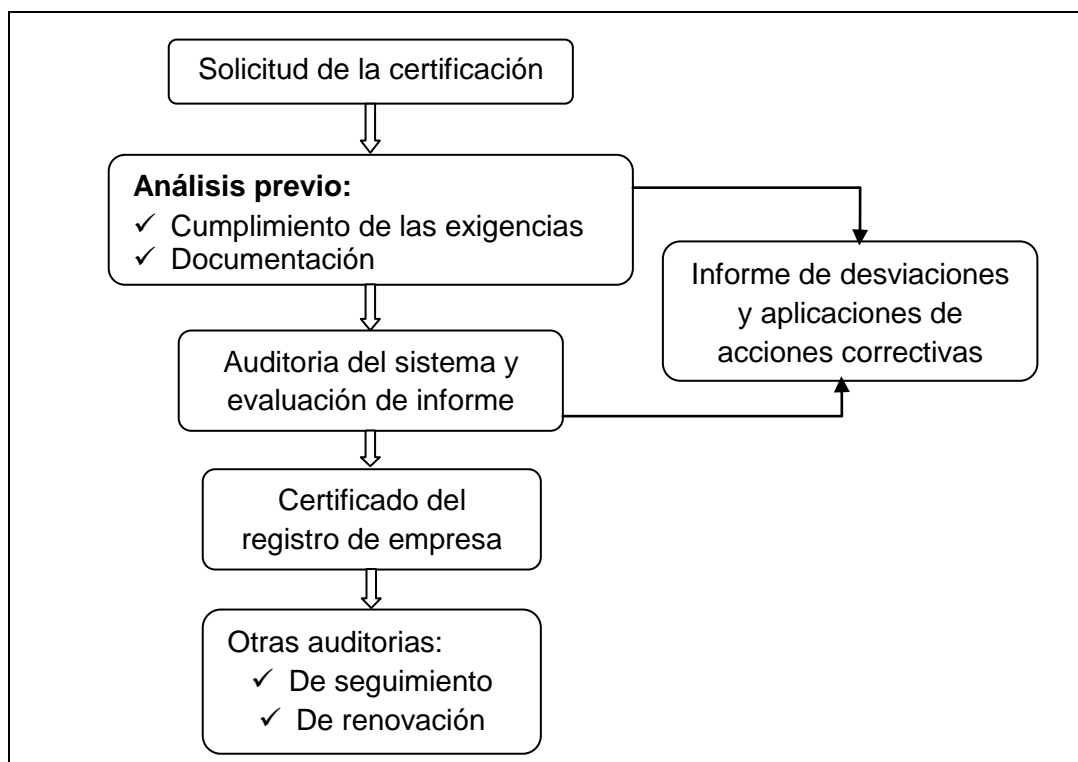 Solicitud de la certificación
Análisis previo:
✓ Cumplimiento de las exigencias
✓ Documentación
Informe de desviaciones
y aplicaciones de
acciones correctivas
Auditoria del sistema y
evaluación de informe
Certificado del
registro de empresa
Otras auditorias:
✓ De seguimiento
✓ De renovación